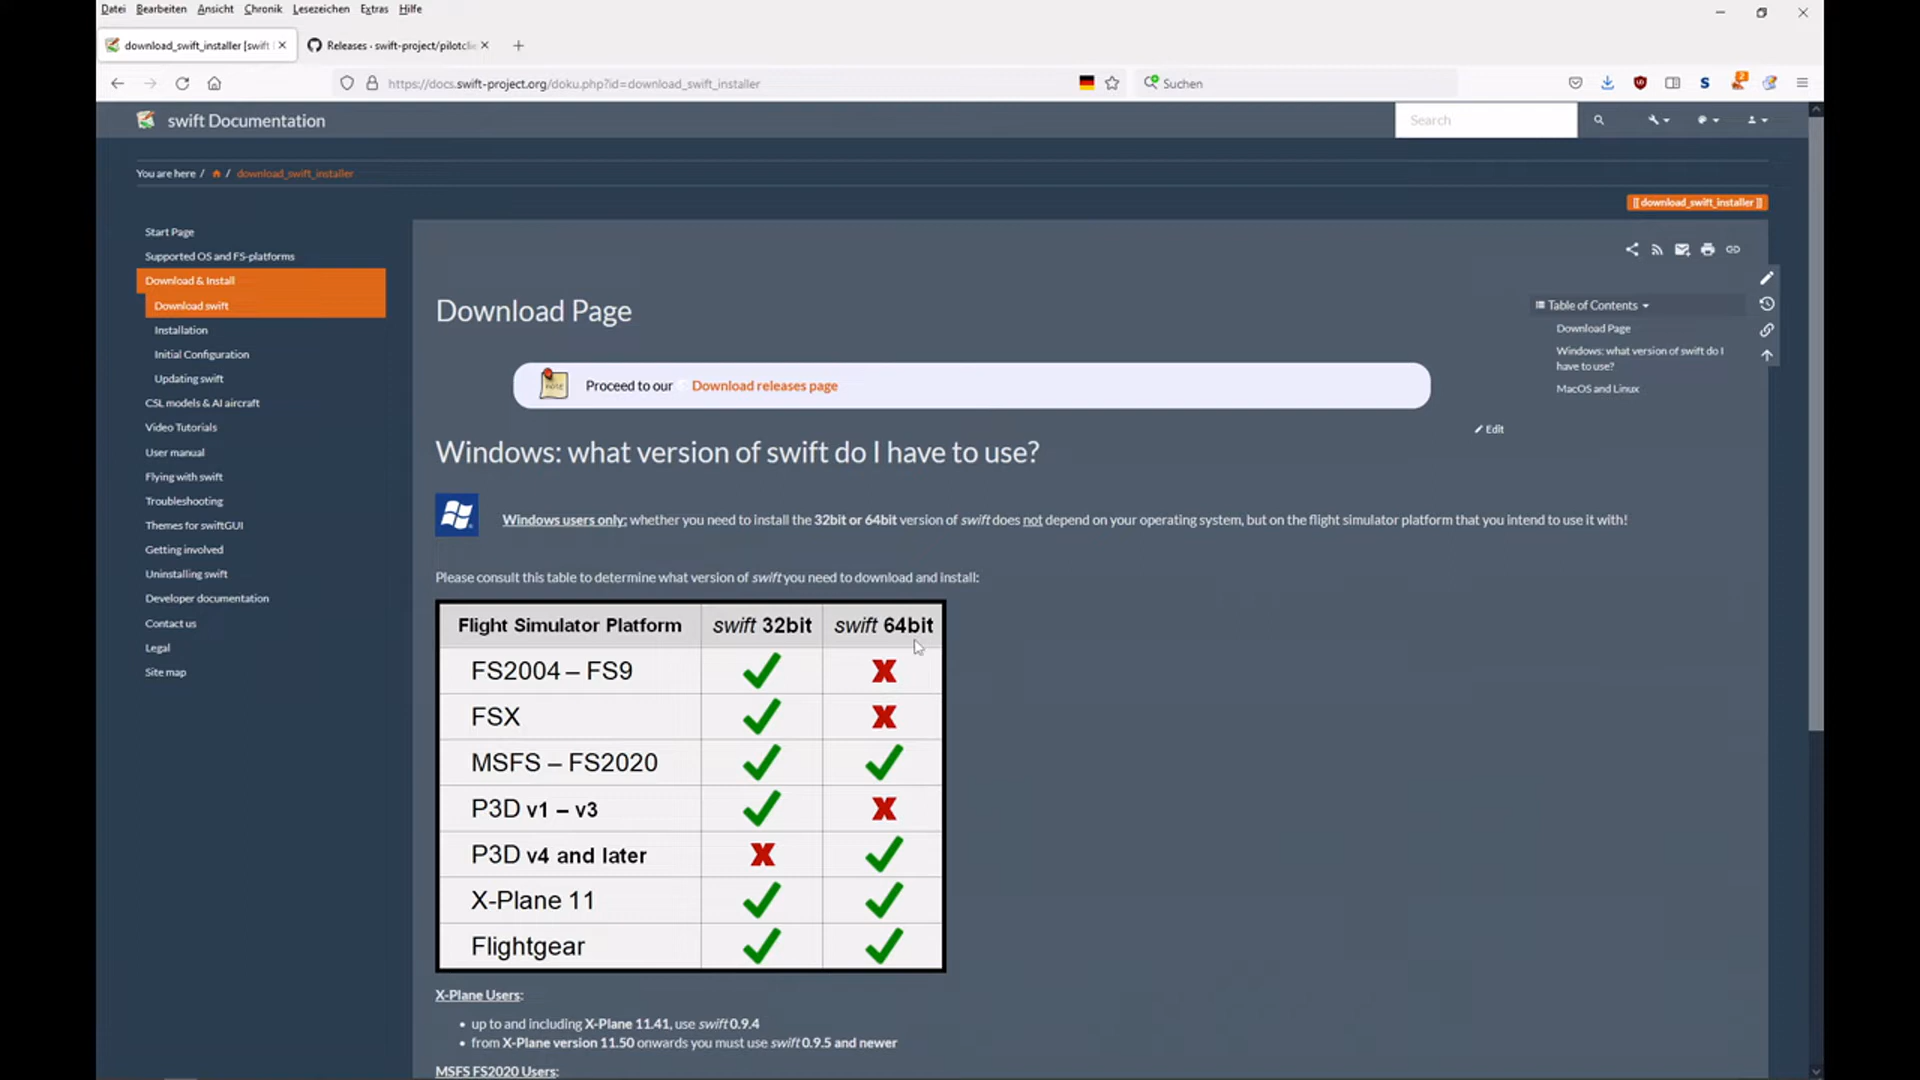 Datei Bearbeiten Ansicht Chronik Lesezeichen Extras Hilfe
download_swift_installer [swift
Releases · swift-project/pilotclie
https://docs.swift-project.org/doku.php?id=download_swift_installer
Suchen
2
S
swift Documentation
Search
You are here / / download_swift_installer
[[ download_swift_installer ]]
Start Page
Supported OS and FS-platforms
Download & Install
Download swift
Installation
Initial Configuration
Updating swift
CSL models & AI aircraft
Video Tutorials
User manual
Flying with swift
Troubleshooting
Themes for swiftGUI
Getting involved
Uninstalling swift
Developer documentation
Contact us
Legal
Site map
Download Page
NOTE
Proceed to our Download releases page
Edit
Windows: what version of swift do I have to use?
Windows users only: whether you need to install the 32bit or 64bit version of swift does not depend on your operating system, but on the flight simulator platform that you intend to use it with!
Please consult this table to determine what version of swift you need to download and install:
Flight Simulator Platform swift 32bit swift 64bit
FS2004 – FS9
FSX
MSFS – FS2020
P3D v1 – v3
P3D v4 and later
X-Plane 11
Flightgear
X-Plane Users:
• up to and including X-Plane 11.41, use swift 0.9.4
• from X-Plane version 11.50 onwards you must use swift 0.9.5 and newer
MSFS FS2020 Users:
Table of Contents
Download Page
Windows: what version of swift do I
have to use?
MacOS and Linux